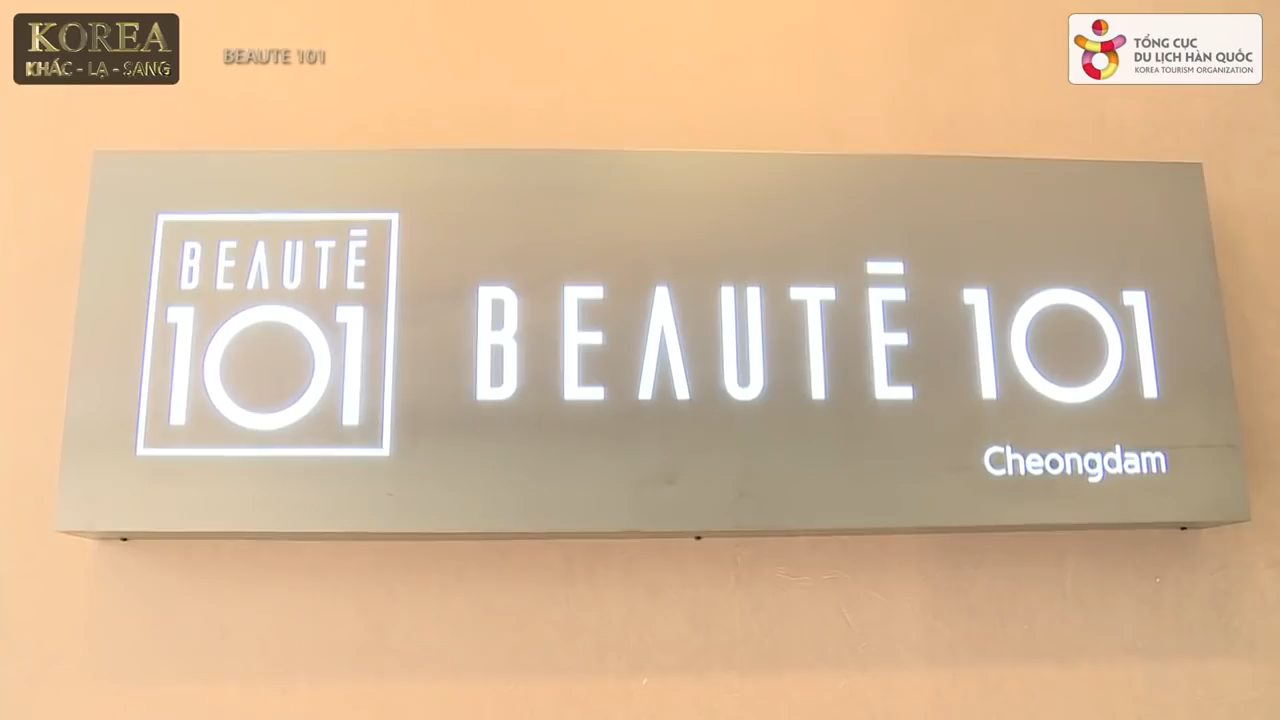 KOREA
KHÁC - LẠ - SANG
BEAUTE 101
TỔNG CỤC
DU LỊCH HÀN QUỐC
KOREA TOURISM ORGANIZATION
BEAUTĒ
101
BEAUTĒ 101
Cheongdam